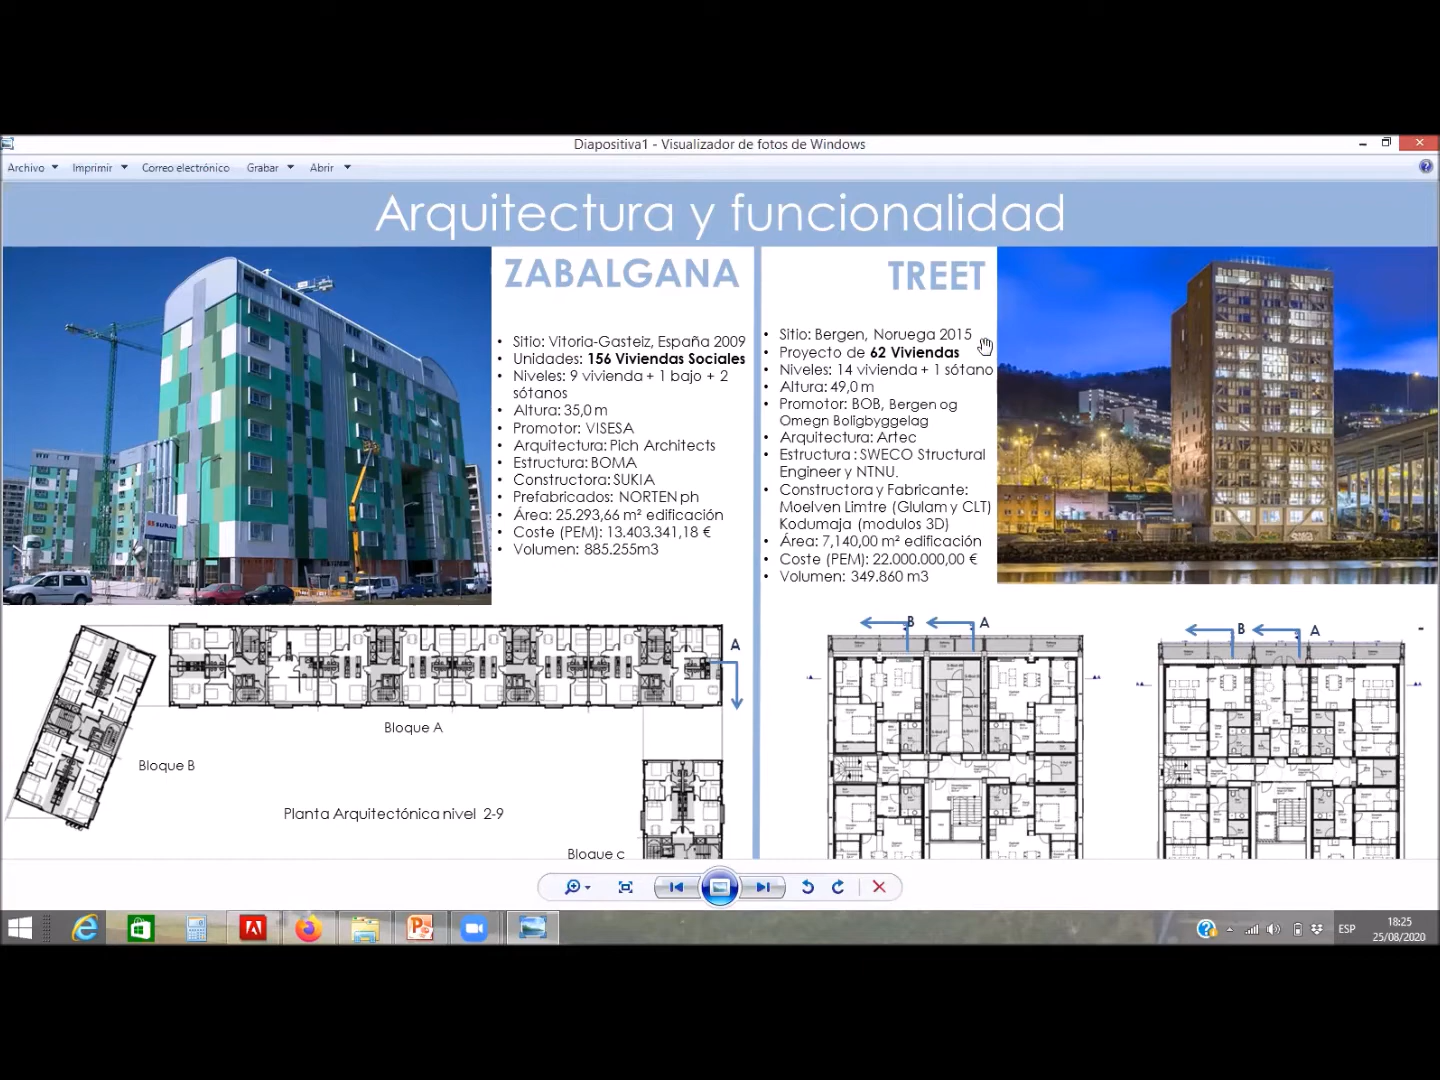 Diapositiva1 - Visualizador de fotos de Windows
Archivo Imprimir Correo electrónico Grabar Abrir
Arquitectura y funcionalidad
ZABALGANA
• Sitio: Vitoria-Gasteiz, España 2009
• Unidades: 156 Viviendas Sociales
• Niveles: 9 vivienda + 1 bajo + 2
sótanos
• Altura: 35,0 m
• Promotor: VISESA
• Arquitectura: Pich Architects
• Estructura: BOMA
• Constructora: SUKIA
• Prefabricados: NORTEN ph
• Área: 25.293,66 m² edificación
• Coste (PEM): 13.403.341,18 €
• Volumen: 885.255m3
TREET
• Sitio: Bergen, Noruega 2015
• Proyecto de 62 Viviendas
• Niveles: 14 vivienda + 1 sótano
• Altura: 49,0 m
• Promotor: BOB, Bergen og
Omegn Boligbyggelag
• Arquitectura: Artec
• Estructura : SWECO Structural
Engineer y NTNU.
• Constructora y Fabricante:
Moelven Limtre (Glulam y CLT)
Kodumaja (modulos 3D)
• Área: 7,140,00 m² edificación
• Coste (PEM): 22.000.000,00 €
• Volumen: 349.860 m3
sukia
A
Bloque A
Bloque B
Planta Arquitectónica nivel 2-9
Bloque c
B A
B A
ESP
18:25
25/08/2020